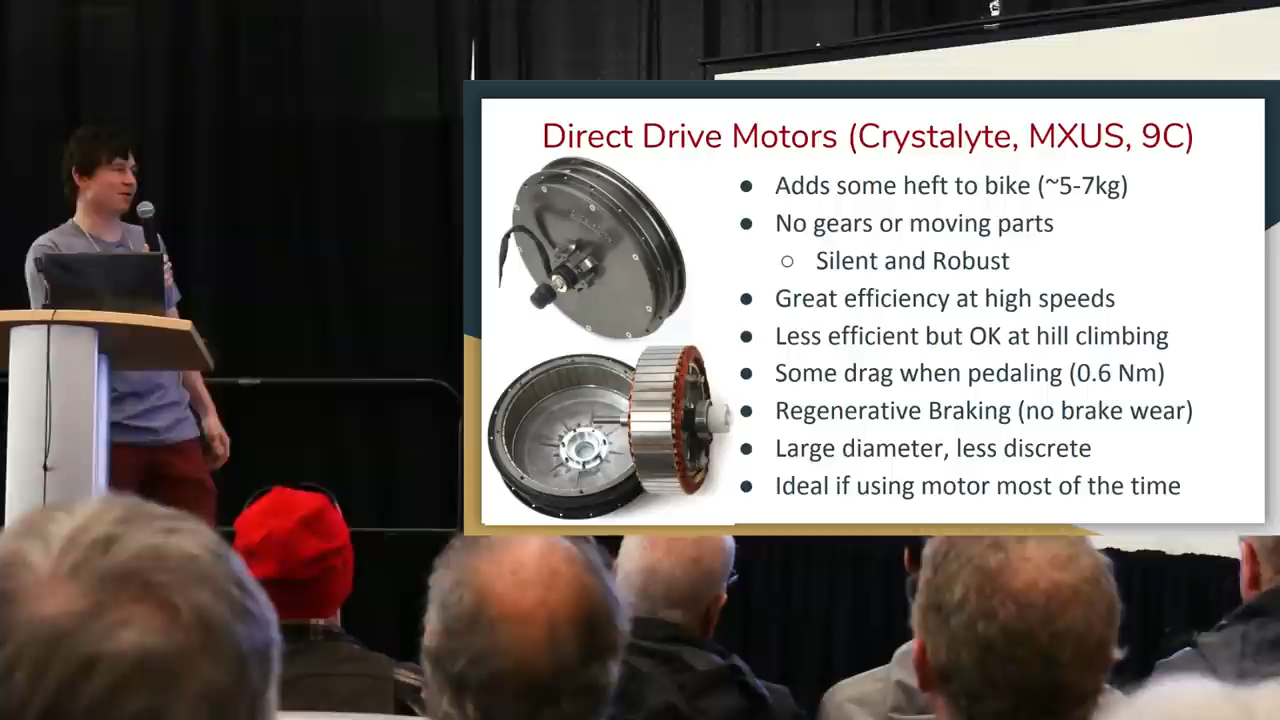 Direct Drive Motors (Crystalyte, MXUS, 9C)
● Adds some heft to bike (~5-7kg)
● No gears or moving parts
○ Silent and Robust
● Great efficiency at high speeds
● Less efficient but OK at hill climbing
● Some drag when pedaling (0.6 Nm)
● Regenerative Braking (no brake wear)
● Large diameter, less discrete
● Ideal if using motor most of the time